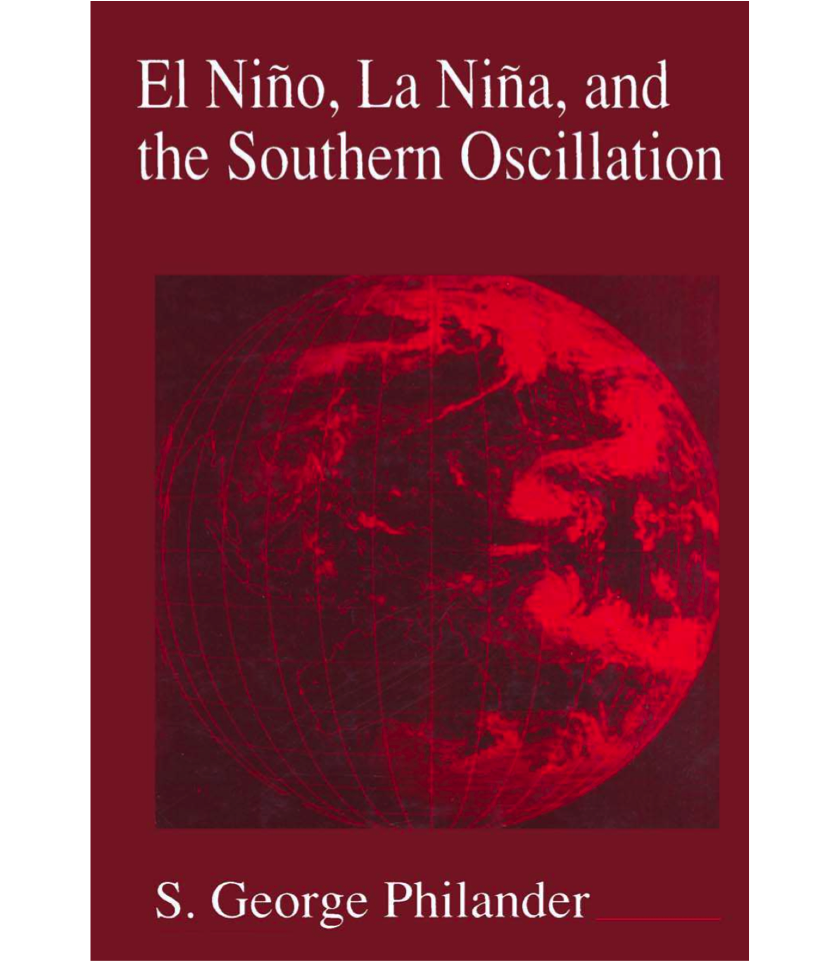 El Niño, La Niña, and
the Southern Oscillation
S. George Philander